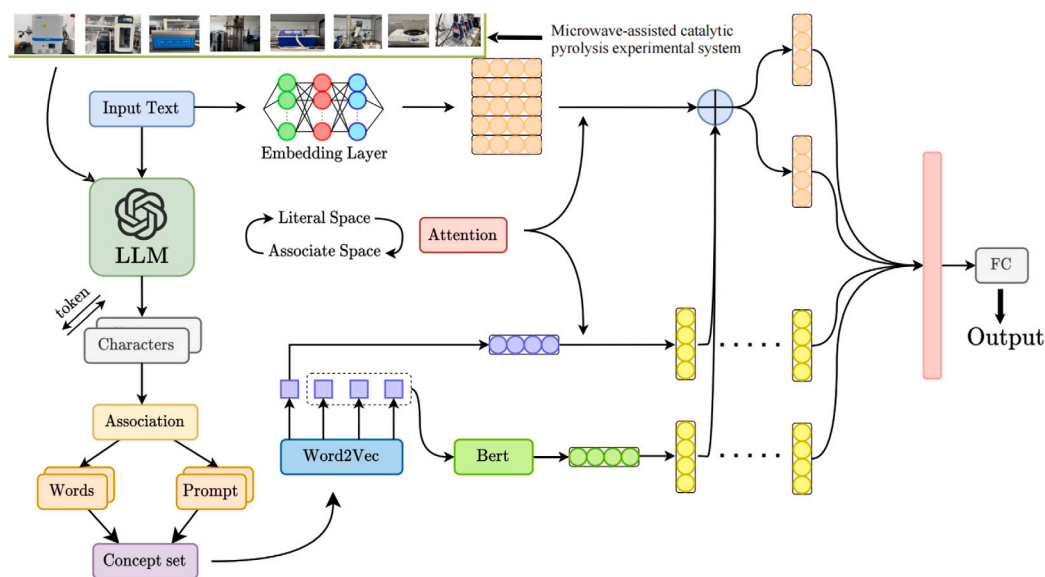 Microwave-assisted catalytic
pyrolysis experimental system
Input Text
Embedding Layer
LLM
Literal Space
Associate Space
Attention
token
Characters
FC
Output
Association
Words
Prompt
Concept set
Word2Vec
Bert